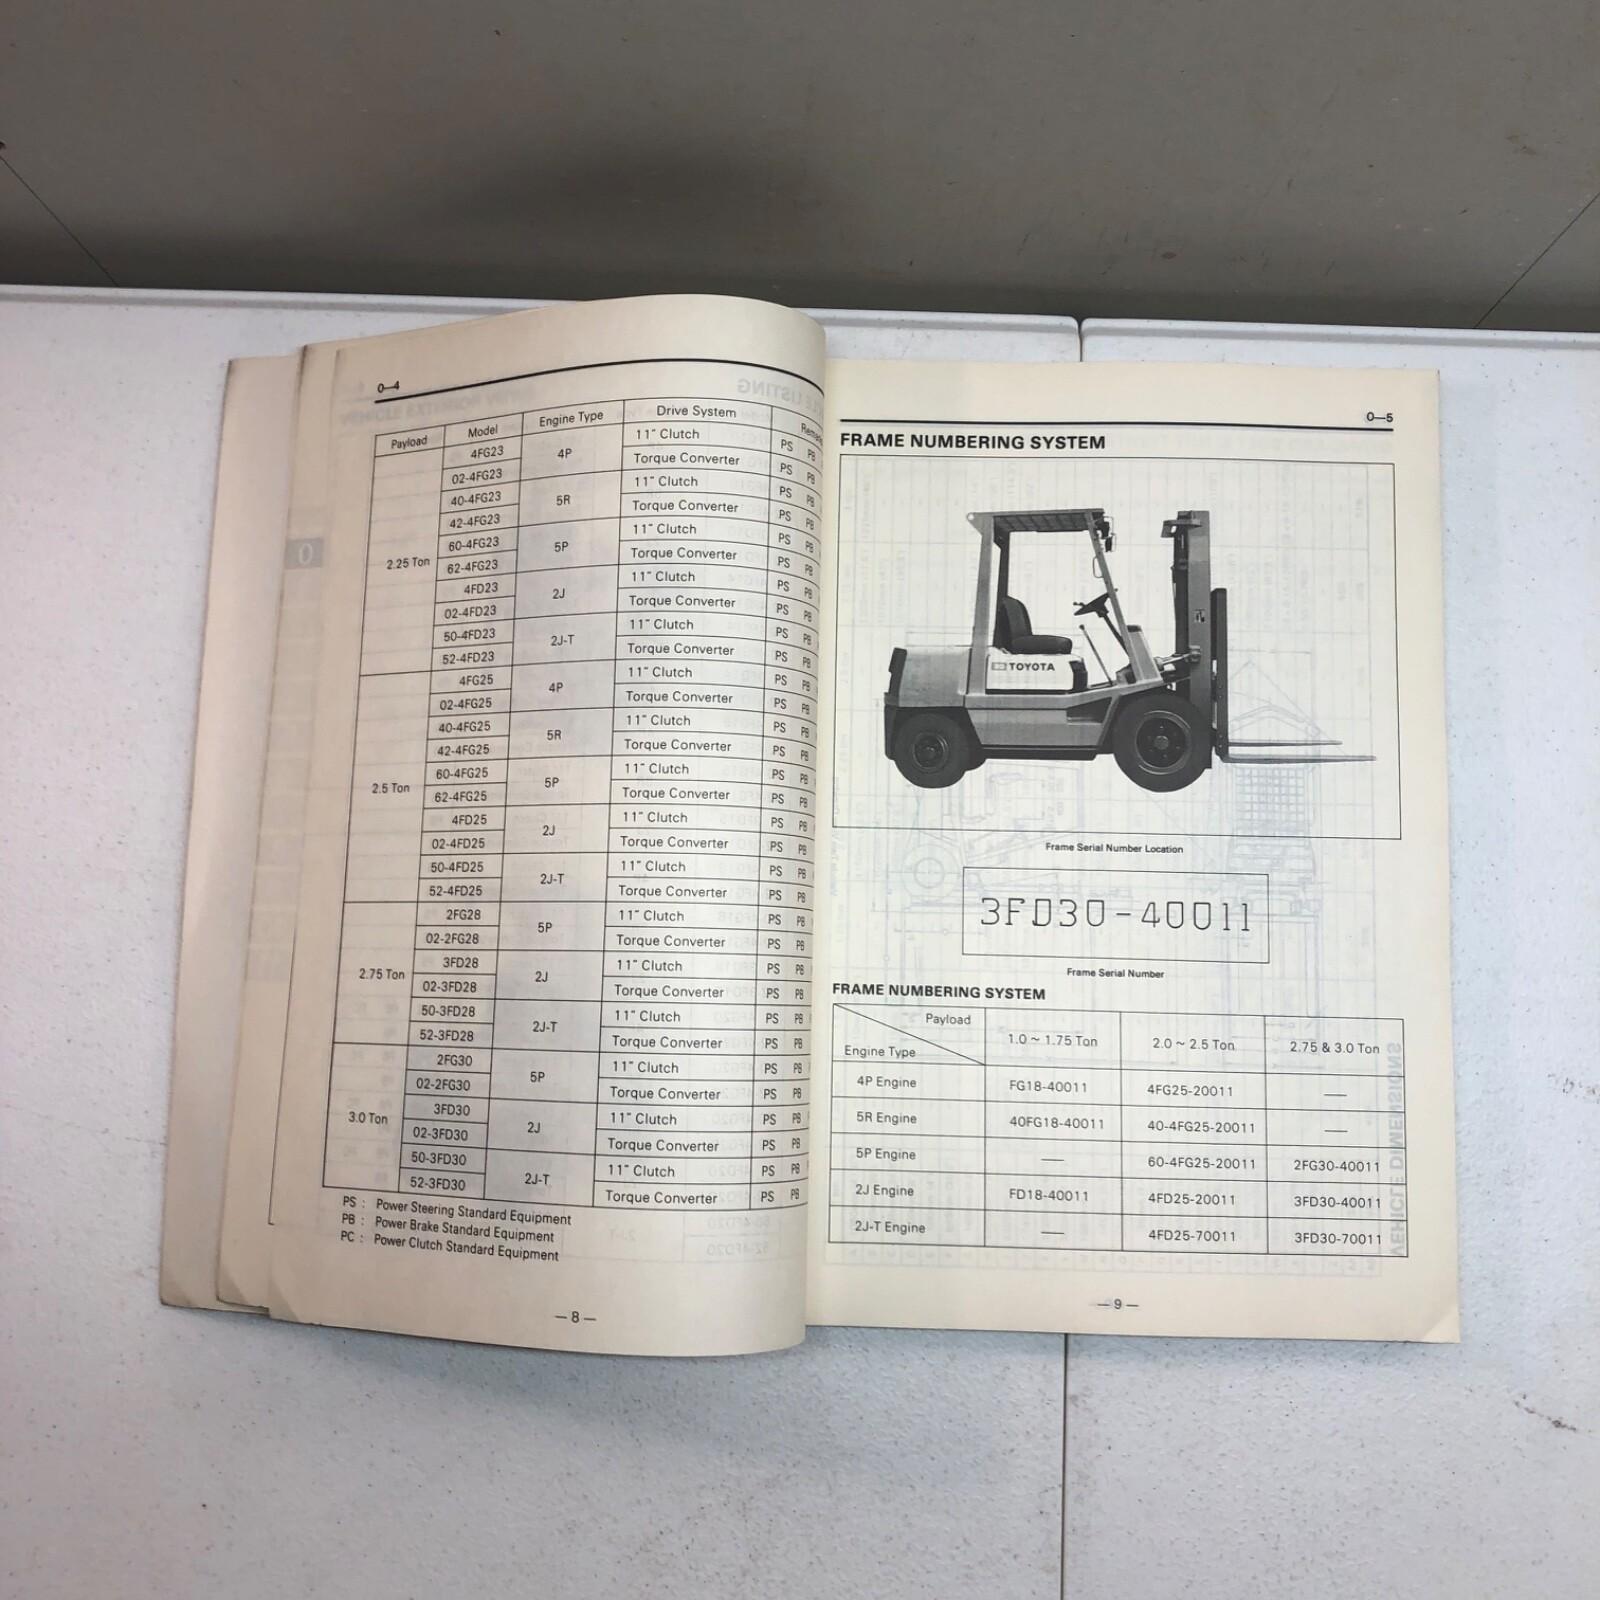 0—4
Payload Model Engine Type Drive System
2.25 Ton 4FG23 4P 11" Clutch PS PB
02-4FG23 Torque Converter PS PB
40-4FG23 5R 11" Clutch PS PB
42-4FG23 Torque Converter PS PB
60-4FG23 5P 11" Clutch PS PB
62-4FG23 Torque Converter PS PB
4FD23 2J 11" Clutch PS PB
02-4FD23 Torque Converter PS PB
50-4FD23 2J-T 11" Clutch PS PB
52-4FD23 Torque Converter PS PB
2.5 Ton 4FG25 4P 11" Clutch PS PB
02-4FG25 Torque Converter PS PB
40-4FG25 5R 11" Clutch PS PB
42-4FG25 Torque Converter PS PB
60-4FG25 5P 11" Clutch PS PB
62-4FG25 Torque Converter PS PB
4FD25 2J 11" Clutch PS PB
02-4FD25 Torque Converter PS PB
50-4FD25 2J-T 11" Clutch PS PB
52-4FD25 Torque Converter PS PB
2.75 Ton 2FG28 5P 11" Clutch PS PB
02-2FG28 Torque Converter PS PB
3FD28 2J 11" Clutch PS PB
02-3FD28 Torque Converter PS PB
50-3FD28 2J-T 11" Clutch PS PB
52-3FD28 Torque Converter PS PB
3.0 Ton 2FG30 5P 11" Clutch PS PB
02-2FG30 Torque Converter PS PB
3FD30 2J 11" Clutch PS PB
02-3FD30 Torque Converter PS PB
50-3FD30 2J-T 11" Clutch PS PB
52-3FD30 Torque Converter PS PB
PS : Power Steering Standard Equipment
PB : Power Brake Standard Equipment
PC : Power Clutch Standard Equipment
— 8 —
0
0—5
FRAME NUMBERING SYSTEM
TOYOTA
Frame Serial Number Location
3FD30-40011
Frame Serial Number
FRAME NUMBERING SYSTEM
Payload
Engine Type 1.0 ~ 1.75 Ton 2.0 ~ 2.5 Ton 2.75 & 3.0 Ton
4P Engine FG18-40011 4FG25-20011 —
5R Engine 40FG18-40011 40-4FG25-20011 —
5P Engine — 60-4FG25-20011 2FG30-40011
2J Engine FD18-40011 4FD25-20011 3FD30-40011
2J-T Engine — 4FD25-70011 3FD30-70011
— 9 —